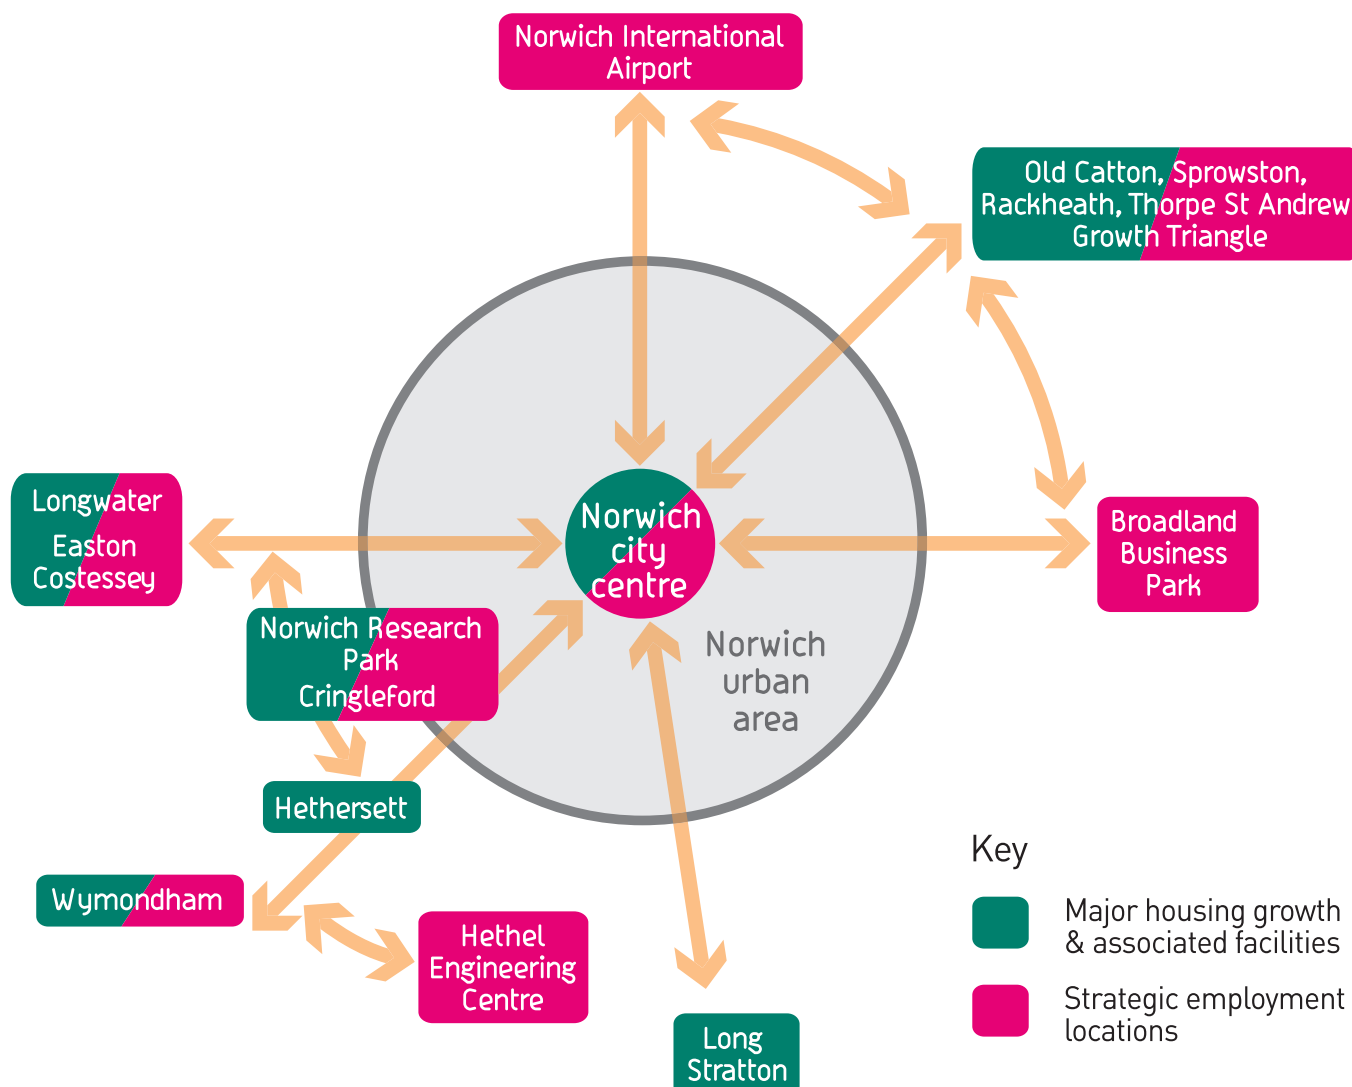 Norwich International
Airport
Old Catton, Sprowston,
Rackheath, Thorpe St Andrew
Growth Triangle
Longwater
Easton
Costessey
Norwich
city
centre
Broadland
Business
Park
Norwich Research
Park
Cringleford
Norwich
urban
area
Hethersett
Wymondham
Hethel
Engineering
Centre
Long
Stratton
Key
Major housing growth
& associated facilities
Strategic employment
locations